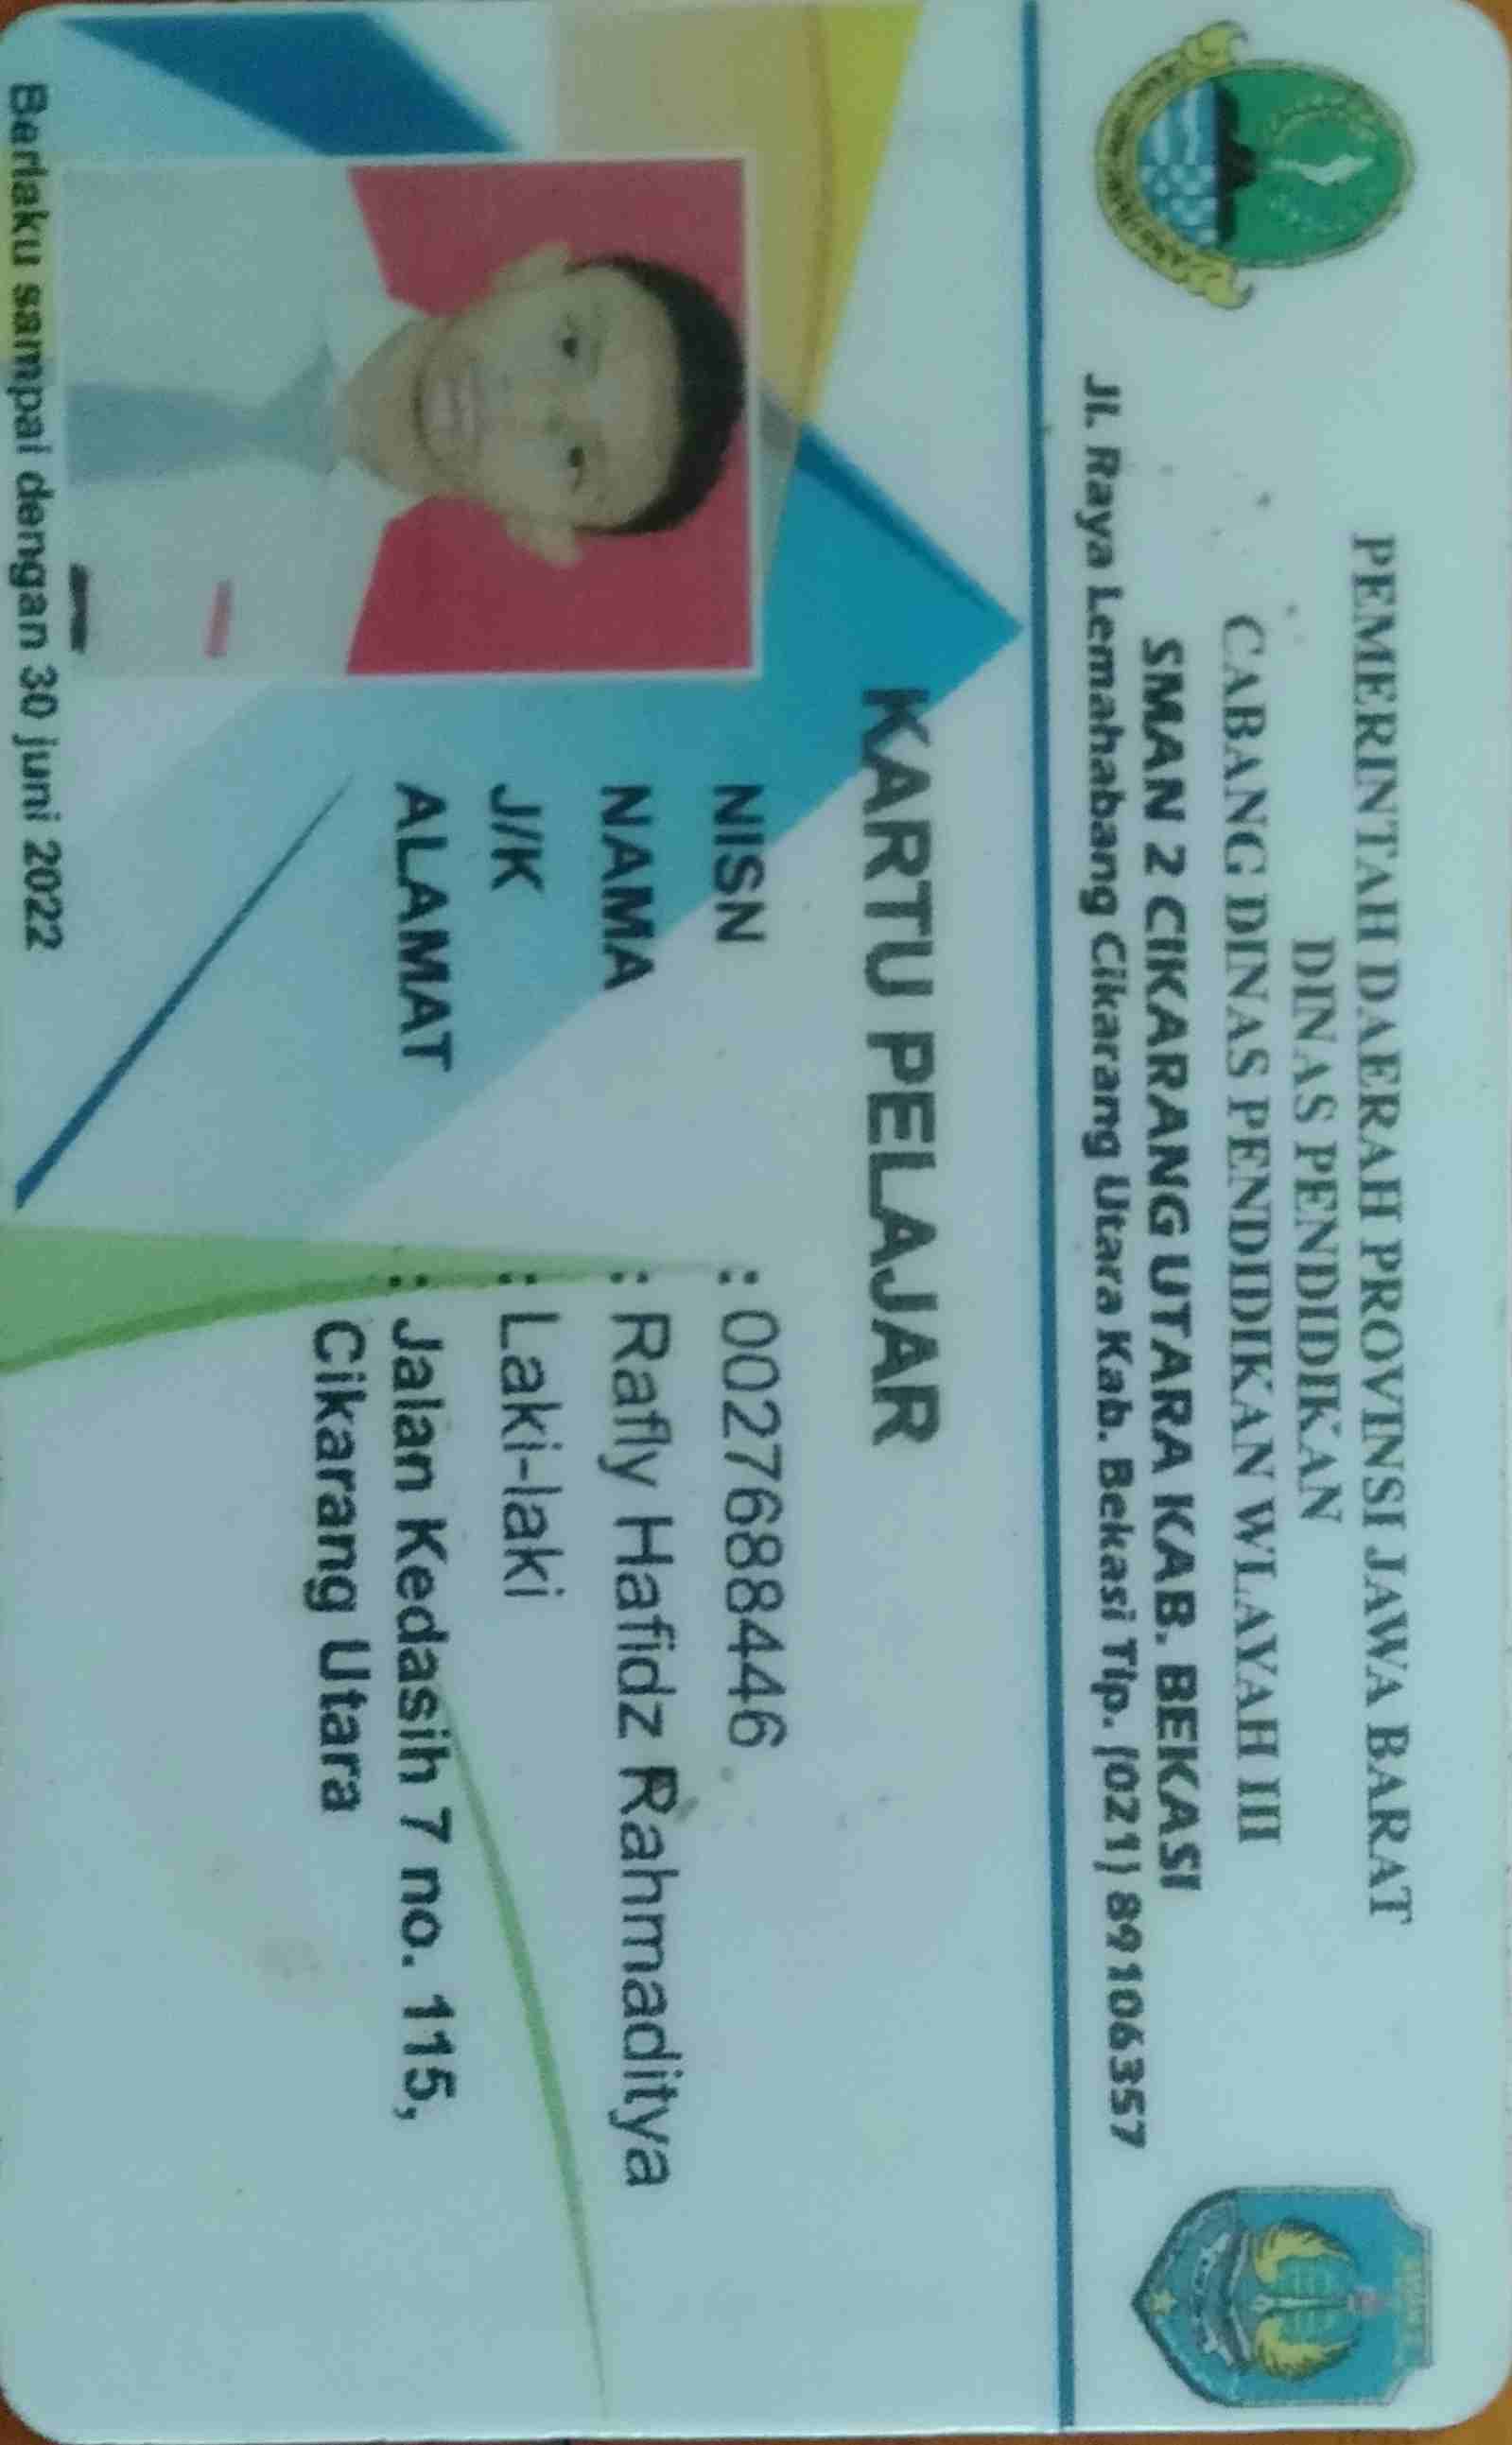 PEMERINTAH DAERAH PROVINSI JAWA BARAT
DINAS PENDIDIKAN
CABANG DINAS PENDIDIKAN WLAYAH III
SMAN 2 CIKARANG UTARA KAB. BEKASI
Jl. Raya Lemahabang Cikarang Utara Kab. Bekasi Tlp. (021) 89106357
KARTU PELAJAR
NISN : 0027688446
NAMA : Rafly Hafidz Rahmaditya
J/K : Laki-laki
ALAMAT : Jalan Kedasih 7 no. 115,
Cikarang Utara
Berlaku sampai dengan 30 juni 2022